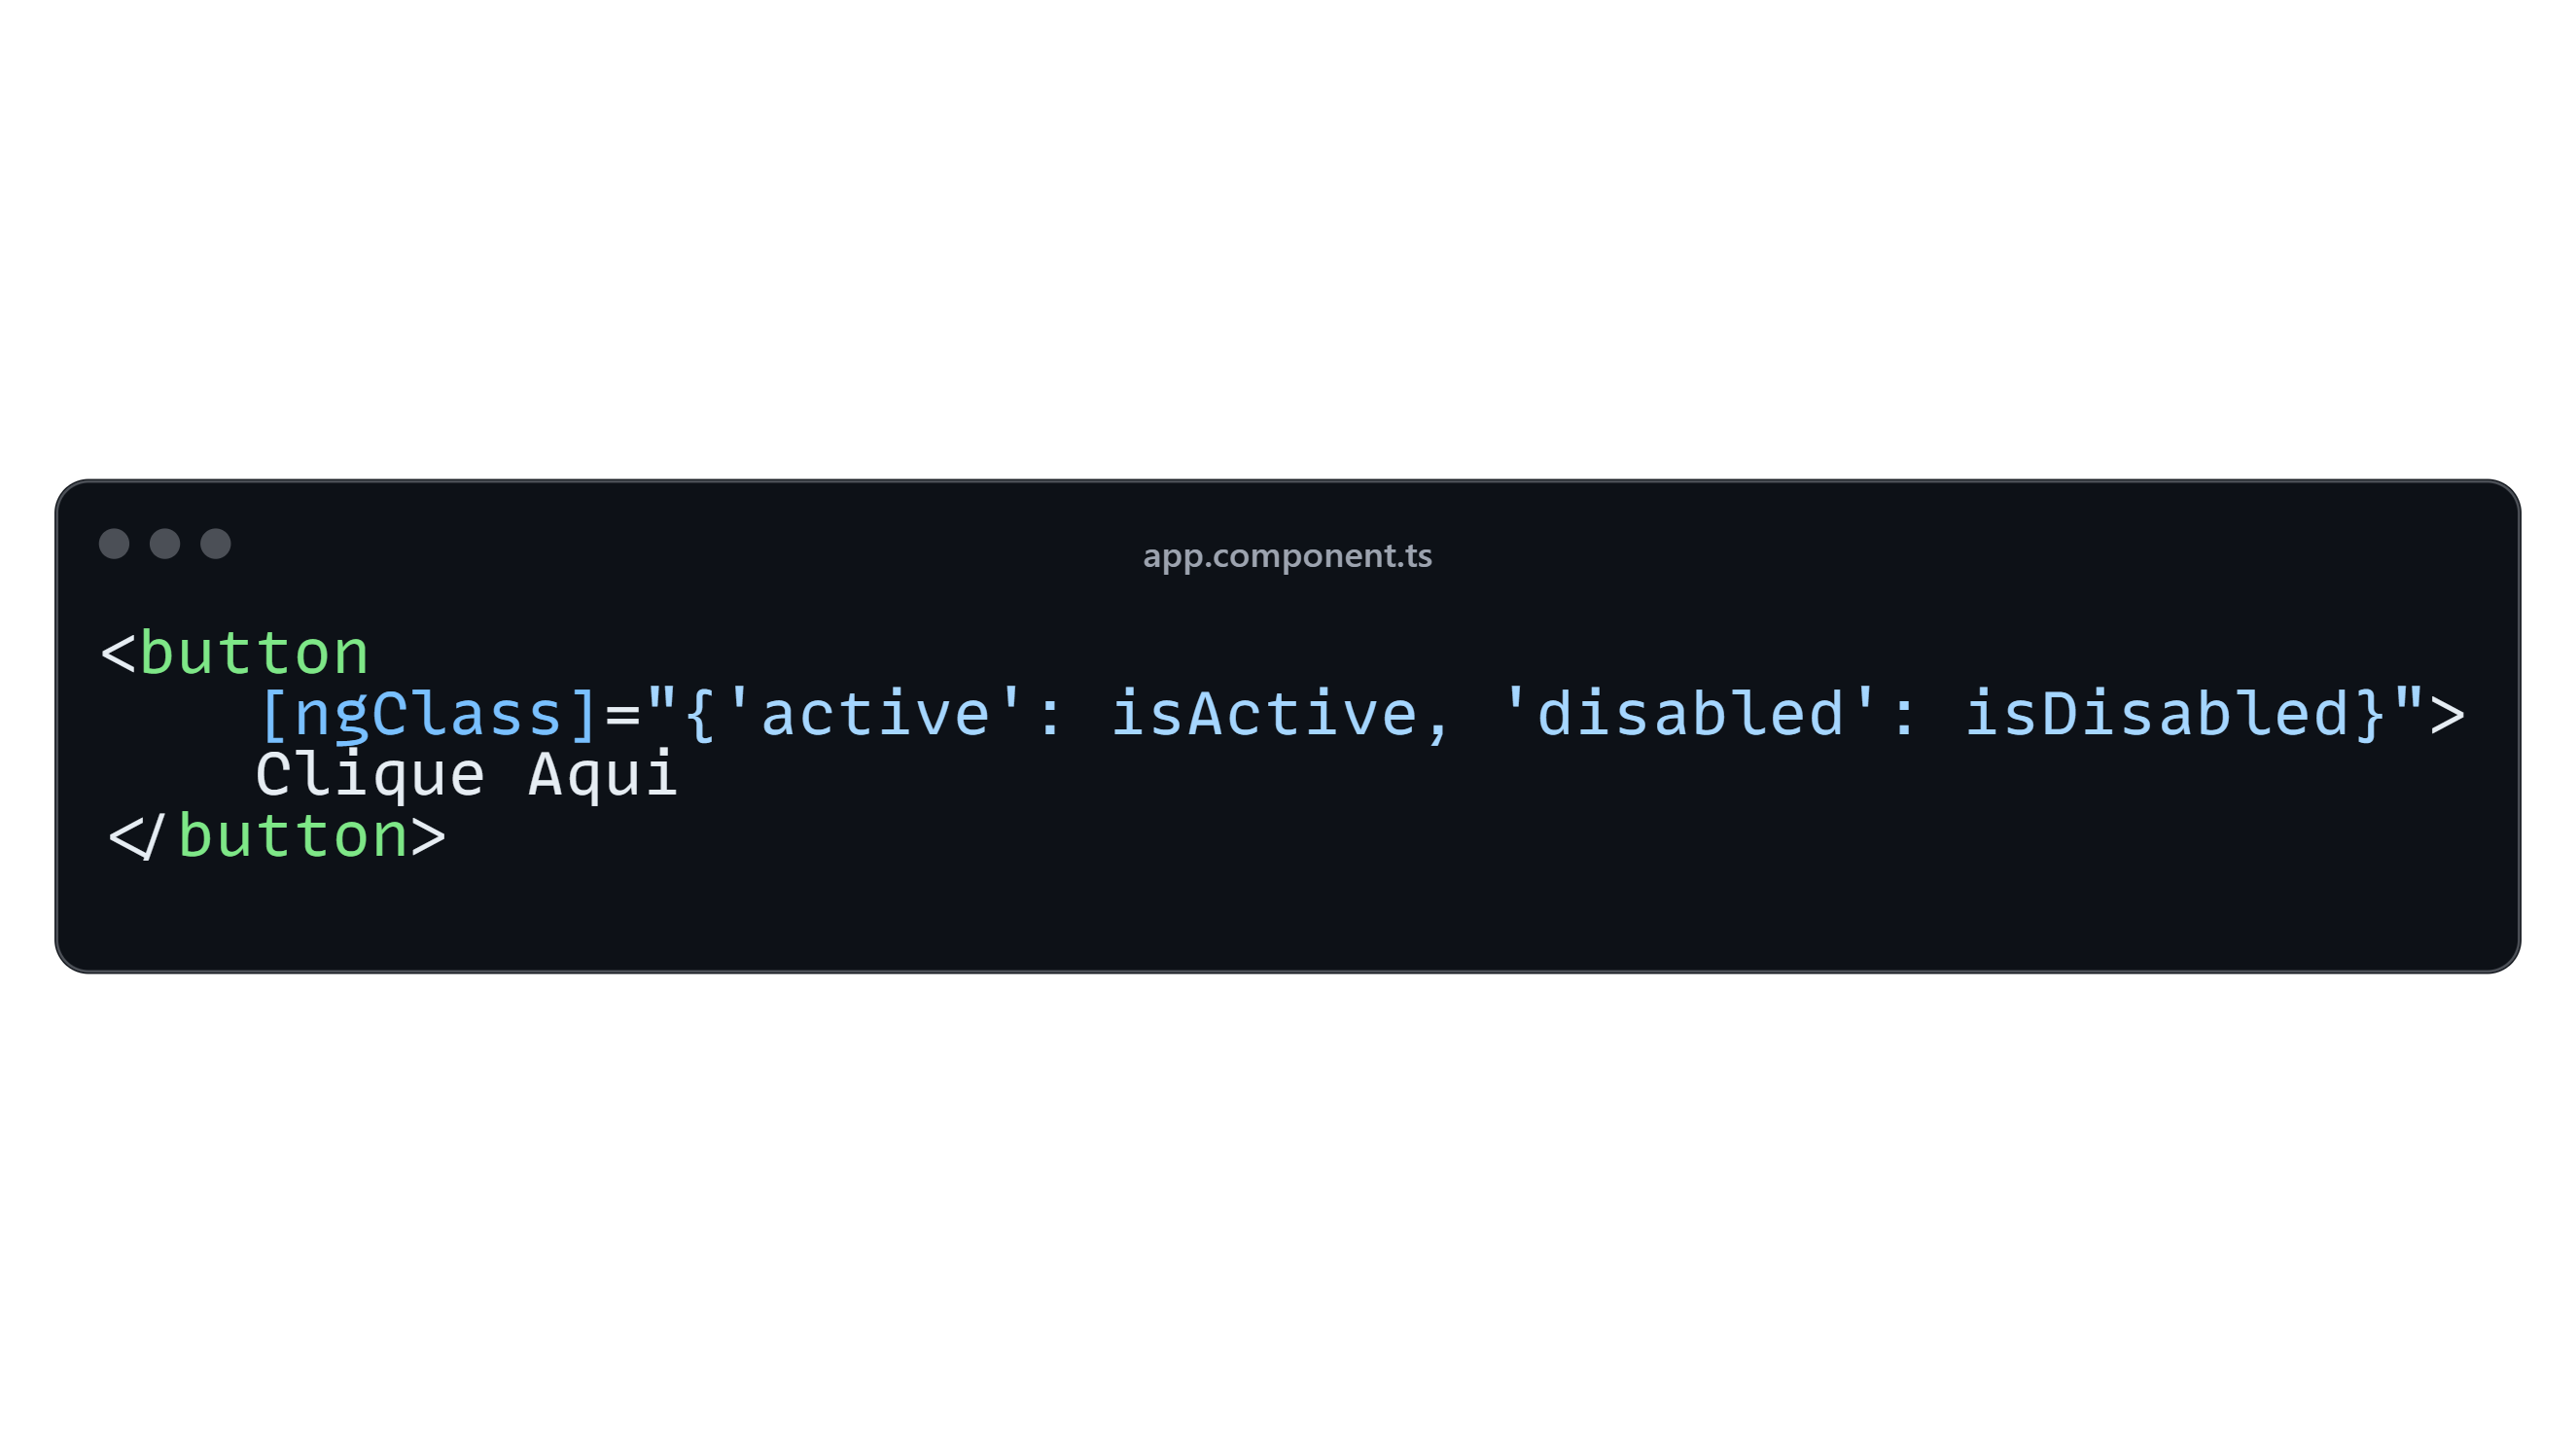 app.component.ts
<button
    [ngClass]="{'active': isActive, 'disabled': isDisabled}">
    Clique Aqui
</button>